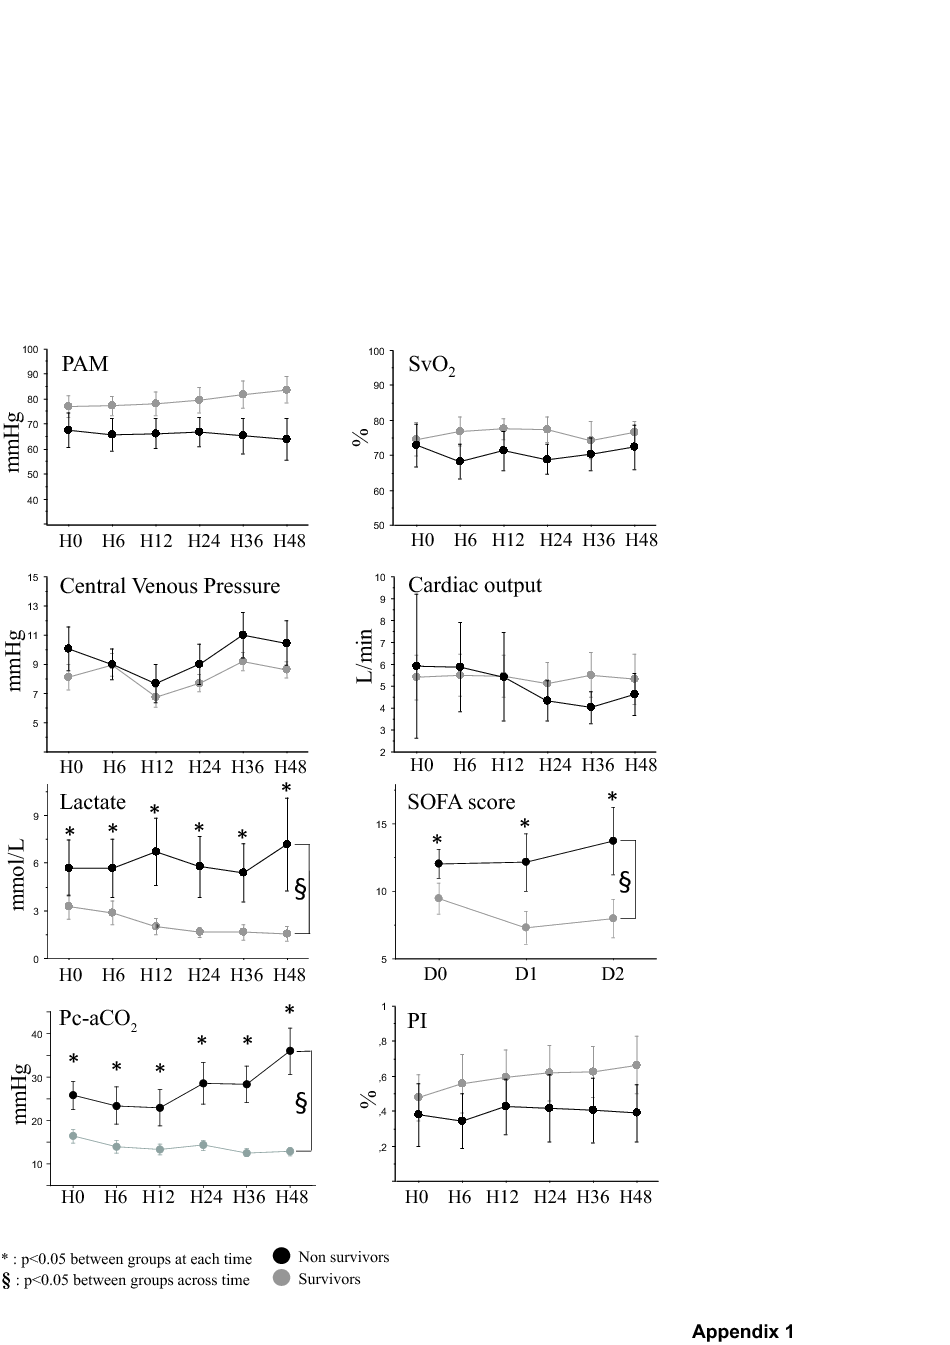 PAM
mmHg
100
90
80
70
60
50
40
H0 H6 H12 H24 H36 H48
SvO2
%
100
90
80
70
60
50
H0 H6 H12 H24 H36 H48
Central Venous Pressure
mmHg
15
13
11
9
7
5
H0 H6 H12 H24 H36 H48
Cardiac output
L/min
10
9
8
7
6
5
4
3
2
H0 H6 H12 H24 H36 H48
Lactate
mmol/L
9
6
3
0
* * * * * *
§
H0 H6 H12 H24 H36 H48
SOFA score
15
10
5
* * *
§
D0 D1 D2
Pc-aCO2
mmHg
40
30
20
10
* * * * * *
§
H0 H6 H12 H24 H36 H48
PI
%
,1
,8
,6
,4
,2
H0 H6 H12 H24 H36 H48
* : p<0.05 between groups at each time
§ : p<0.05 between groups across time
Non survivors
Survivors
Appendix 1